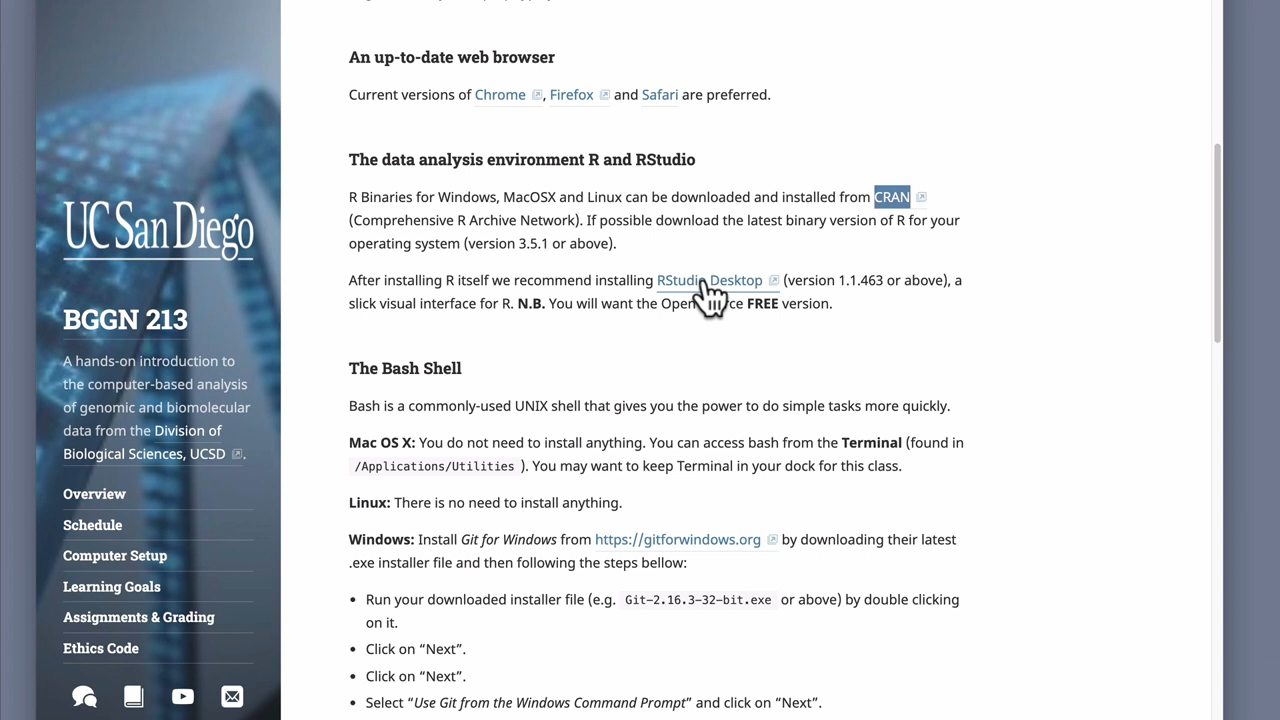 UC San Diego
BGGN 213
A hands-on introduction to
the computer-based analysis
of genomic and biomolecular
data from the Division of
Biological Sciences, UCSD .
Overview
Schedule
Computer Setup
Learning Goals
Assignments & Grading
Ethics Code
An up-to-date web browser
Current versions of Chrome , Firefox and Safari are preferred.
The data analysis environment R and RStudio
R Binaries for Windows, MacOSX and Linux can be downloaded and installed from CRAN
(Comprehensive R Archive Network). If possible download the latest binary version of R for your
operating system (version 3.5.1 or above).
After installing R itself we recommend installing RStudio Desktop (version 1.1.463 or above), a
slick visual interface for R. N.B. You will want the Open ce FREE version.
The Bash Shell
Bash is a commonly-used UNIX shell that gives you the power to do simple tasks more quickly.
Mac OS X: You do not need to install anything. You can access bash from the Terminal (found in
/Applications/Utilities ). You may want to keep Terminal in your dock for this class.
Linux: There is no need to install anything.
Windows: Install Git for Windows from https://gitforwindows.org by downloading their latest
.exe installer file and then following the steps bellow:
• Run your downloaded installer file (e.g. Git-2.16.3-32-bit.exe or above) by double clicking
on it.
• Click on “Next”.
• Click on “Next”.
• Select “Use Git from the Windows Command Prompt” and click on “Next”.